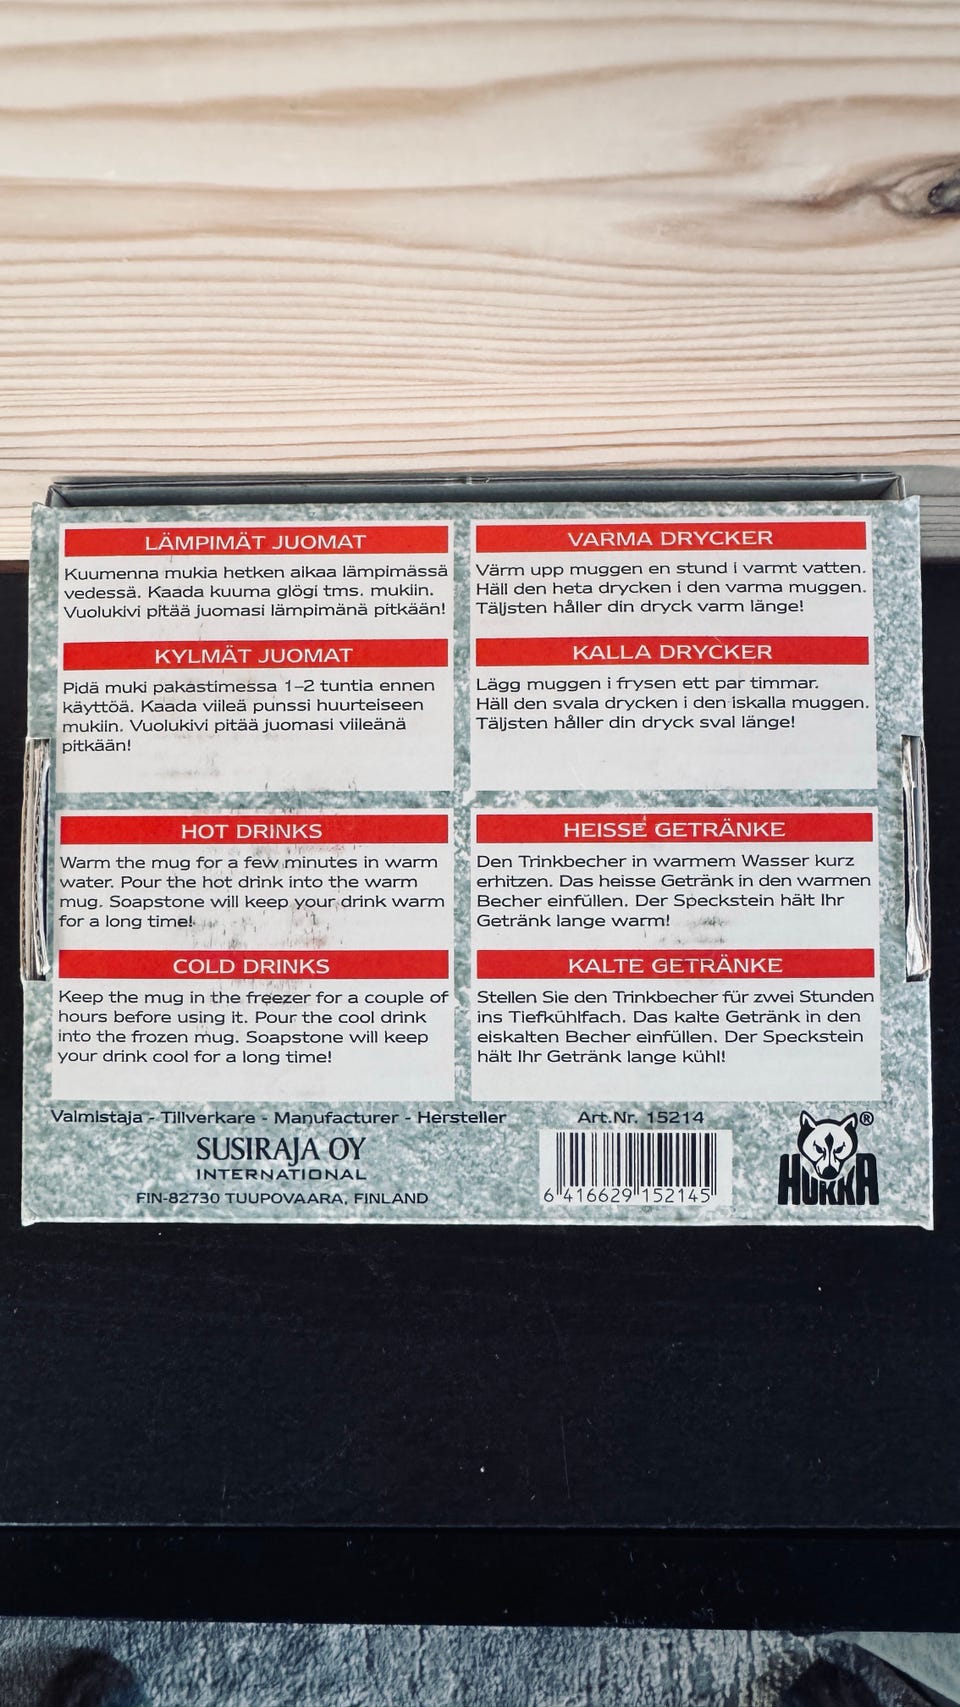 LÄMPIMÄT JUOMAT
Kuumenna mukia hetken aikaa lämpimässä
vedessä. Kaada kuuma glögi tms. mukiin.
Vuolukivi pitää juomasi lämpimänä pitkään!
KYLMÄT JUOMAT
Pidä muki pakastimessa 1–2 tuntia ennen
käyttöä. Kaada viileä punssi huurteiseen
mukiin. Vuolukivi pitää juomasi viileänä
pitkään!
VARMA DRYCKER
Värm upp muggen en stund i varmt vatten.
Häll den heta drycken i den varma muggen.
Täljsten håller din dryck varm länge!
KALLA DRYCKER
Lägg muggen i frysen ett par timmar.
Häll den svala drycken i den iskalla muggen.
Täljsten håller din dryck sval länge!
HOT DRINKS
Warm the mug for a few minutes in warm
water. Pour the hot drink into the warm
mug. Soapstone will keep your drink warm
for a long time!
COLD DRINKS
Keep the mug in the freezer for a couple of
hours before using it. Pour the cool drink
into the frozen mug. Soapstone will keep
your drink cool for a long time!
HEISSE GETRÄNKE
Den Trinkbecher in warmem Wasser kurz
erhitzen. Das heisse Getränk in den warmen
Becher einfüllen. Der Speckstein hält Ihr
Getränk lange warm!
KALTE GETRÄNKE
Stellen Sie den Trinkbecher für zwei Stunden
ins Tiefkühlfach. Das kalte Getränk in den
eiskalten Becher einfüllen. Der Speckstein
hält Ihr Getränk lange kühl!
Valmistaja - Tillverkare - Manufacturer - Hersteller
SUSIRAJA OY
INTERNATIONAL
FIN-82730 TUUPOVAARA, FINLAND
Art.Nr. 15214
6 416629 152145
®
HUKKA